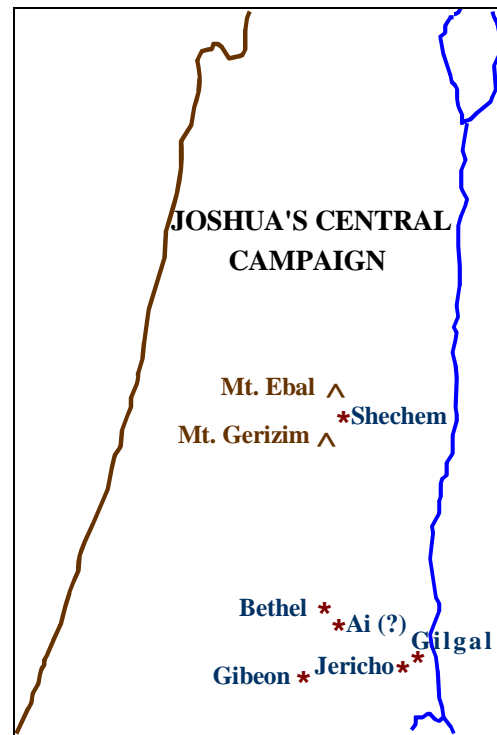 JOSHUA'S CENTRAL
CAMPAIGN
Mt. Ebal ^
*Shechem
Mt. Gerizim ^
Bethel *
*Ai (?)
Gilgal
*
Jericho *
Gibeon *